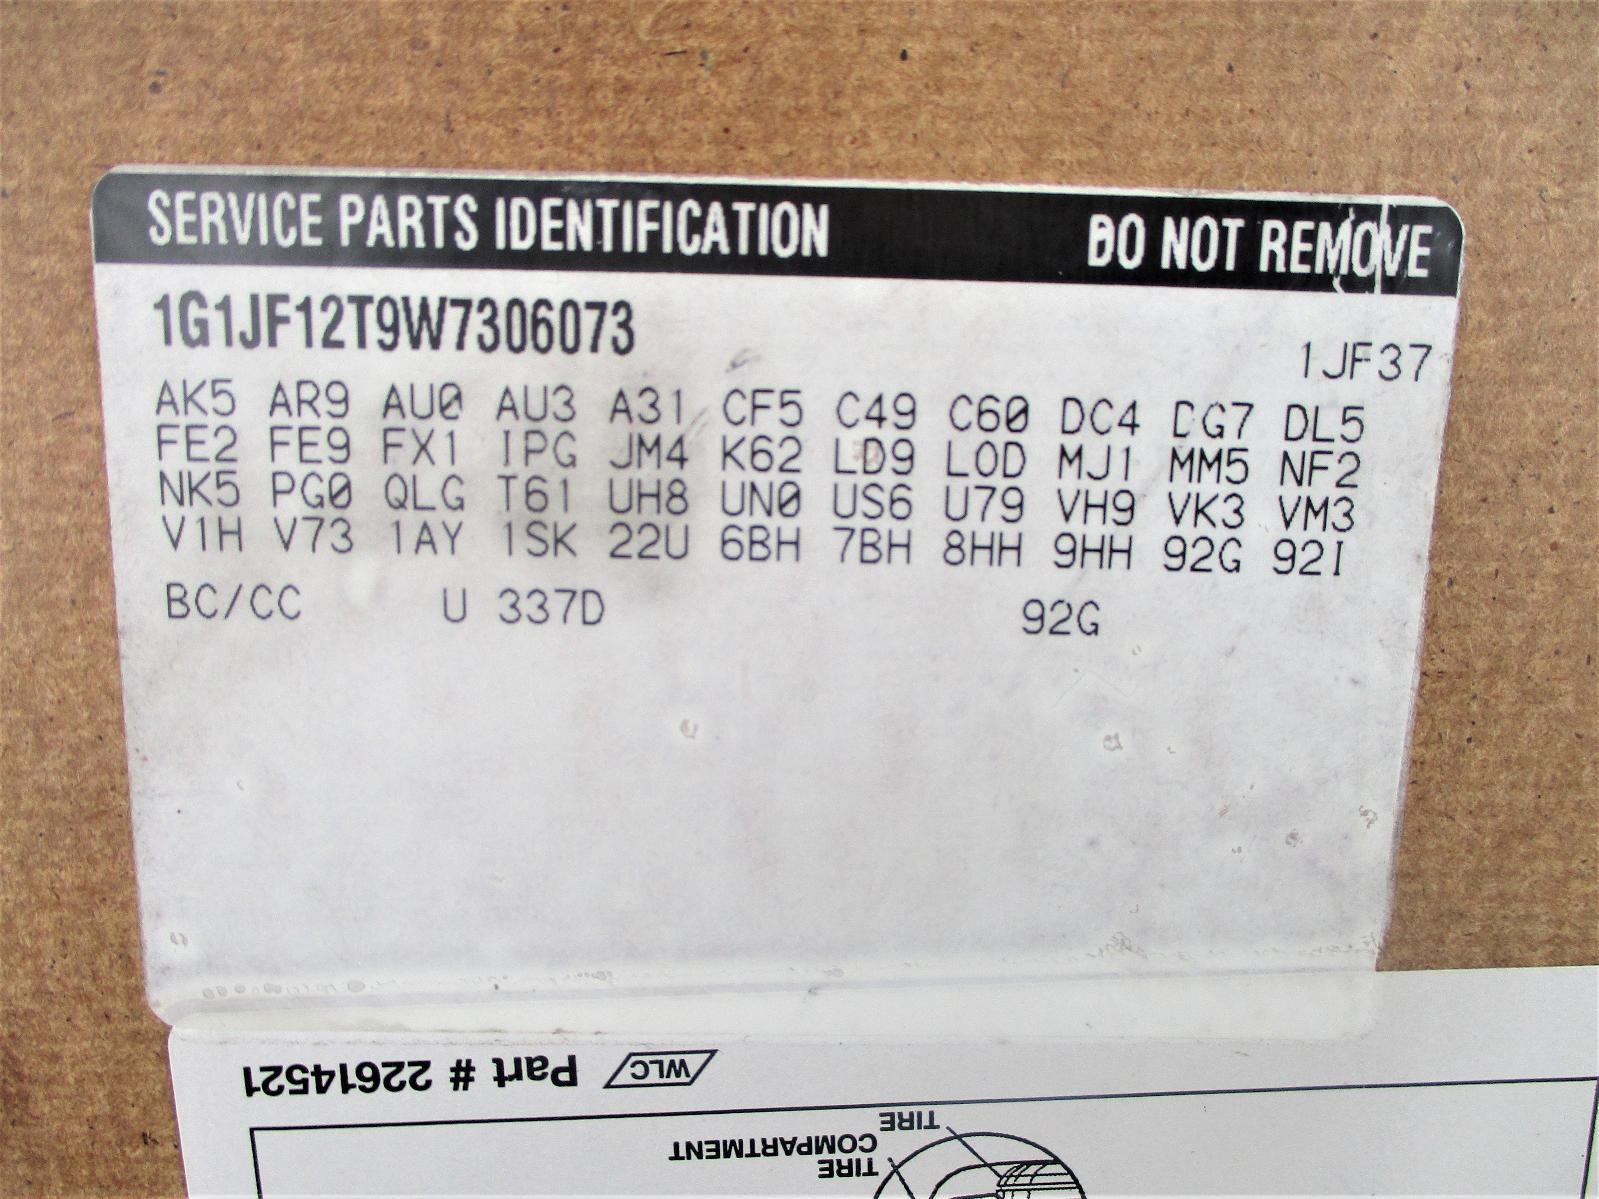 SERVICE PARTS IDENTIFICATION DO NOT REMOVE
1G1JF12T9W7306073
1JF37
AK5 AR9 AU0 AU3 A31 CF5 C49 C60 DC4 DG7 DL5
FE2 FE9 FX1 IPG JM4 K62 LD9 L0D MJ1 MM5 NF2
NK5 PG0 QLG T61 UH8 UN0 US6 U79 VH9 VK3 VM3
V1H V73 1AY 1SK 22U 6BH 7BH 8HH 9HH 92G 92I
BC/CC U 337D 92G
WLC Part # 22614521
TIRE
TIRE COMPARTMENT